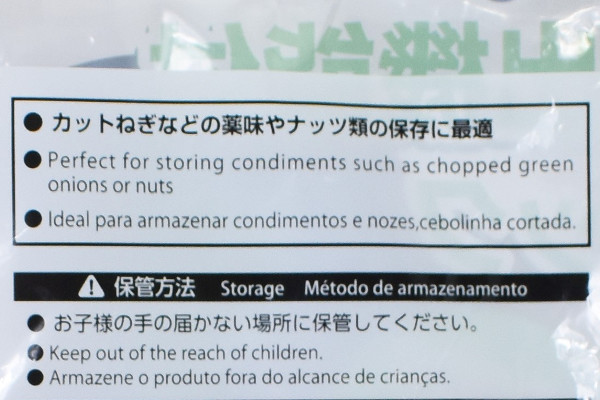 ● カットねぎなどの薬味やナッツ類の保存に最適
● Perfect for storing condiments such as chopped green
onions or nuts
● Ideal para armazenar condimentos e nozes,cebolinha cortada.
⚠ 保管方法 Storage Método de armazenamento
● お子様の手の届かない場所に保管してください。
● Keep out of the reach of children.
● Armazene o produto fora do alcance de crianças.